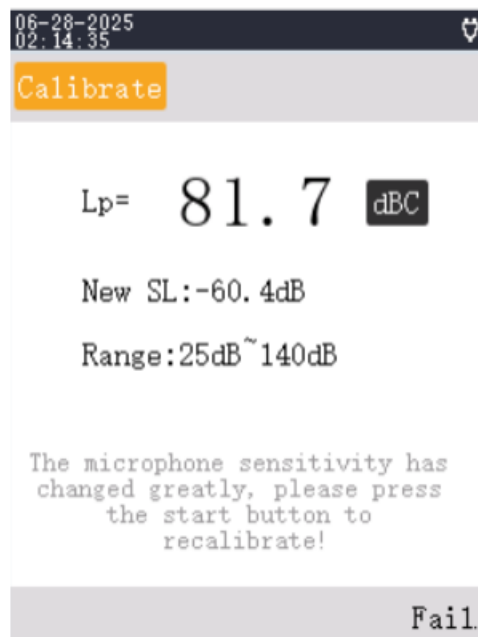 06-28-2025
02:14:35
Calibrate
Lp= 81.7 dBC
New SL:-60.4dB
Range:25dB~140dB
The microphone sensitivity has
changed greatly, please press
the start button to
recalibrate!
Fail.